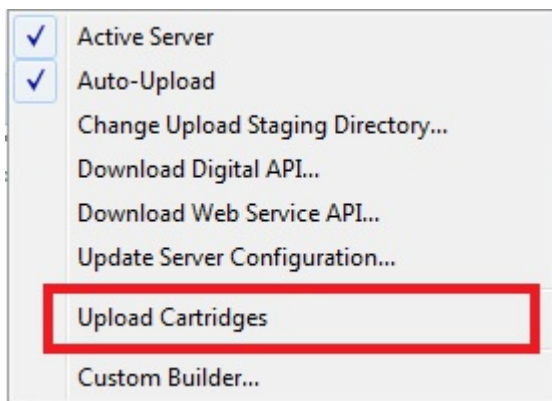 Active Server
Auto-Upload
Change Upload Staging Directory...
Download Digital API...
Download Web Service API...
Update Server Configuration...
Upload Cartridges
Custom Builder...